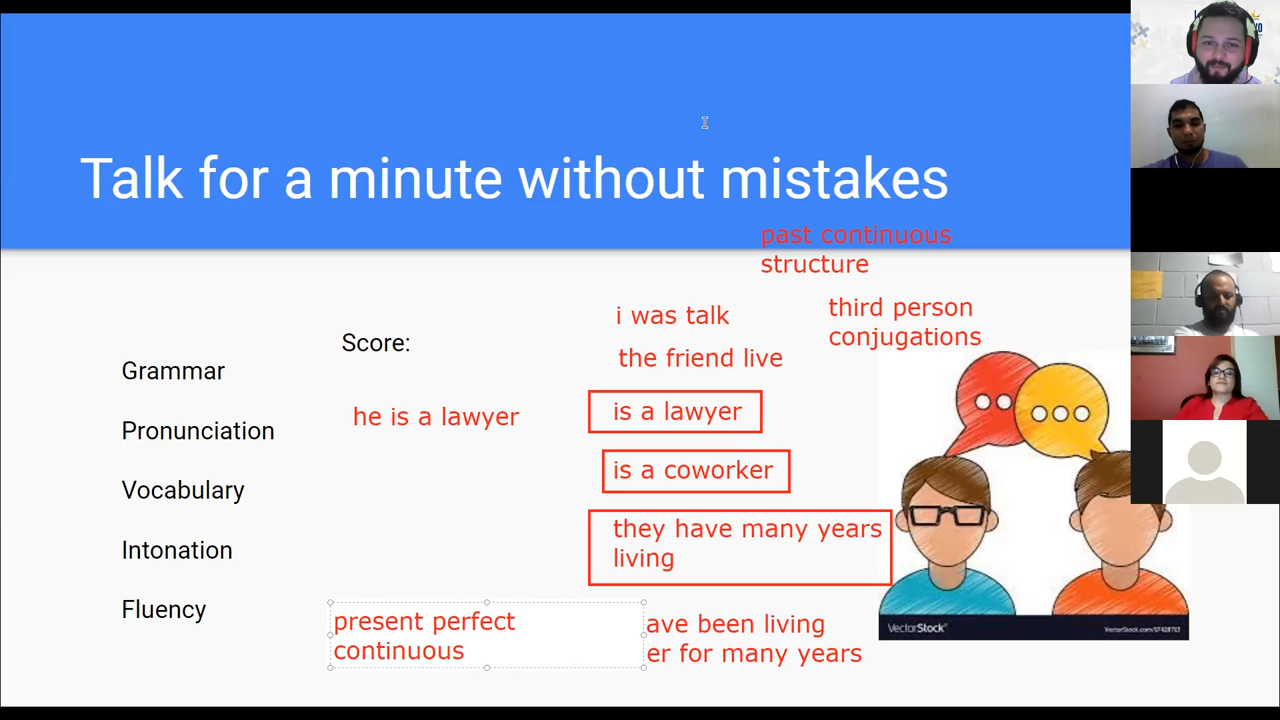 Talk for a minute without mistakes
past continuous
structure
i was talk
third person
conjugations
Score:
the friend live
Grammar
he is a lawyer
is a lawyer
Pronunciation
is a coworker
Vocabulary
they have many years
living
Intonation
Fluency
present perfect
continuous
ave been living
er for many years
VectorStock
VectorStock.com/57428763